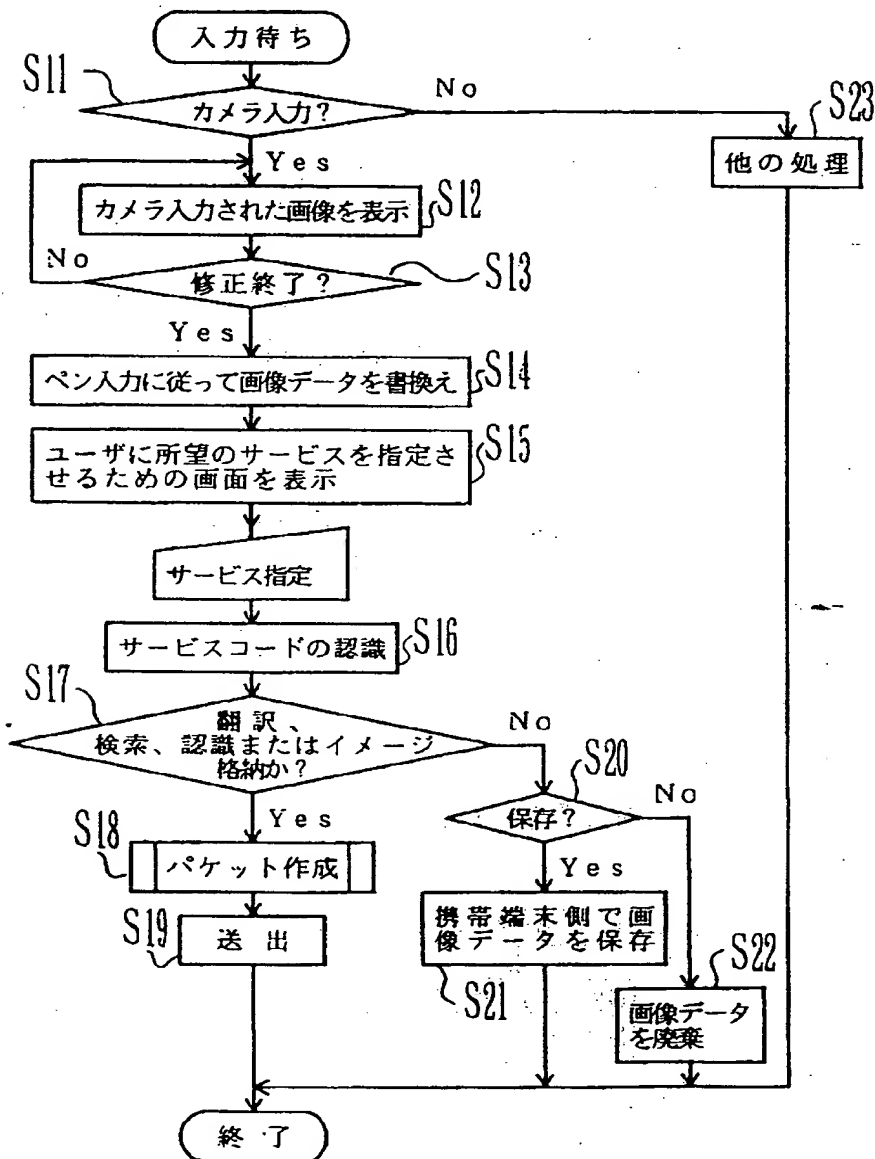 入力待ち
S11
カメラ入力?
No
S23
他の処理
Yes
カメラ入力された画像を表示
S12
No
修正終了?
S13
Yes
ペン入力に従って画像データを書換え
S14
ユーザに所望のサービスを指定さ
せるための画面を表示
S15
サービス指定
サービスコードの認識
S16
S17
翻訳、
検索、認識またはイメージ
格納か?
No
S20
保存?
No
Yes
S18
パケット作成
Yes
S19
送出
携帯端末側で画
像データを保存
S21
S22
画像データ
を廃棄
終了